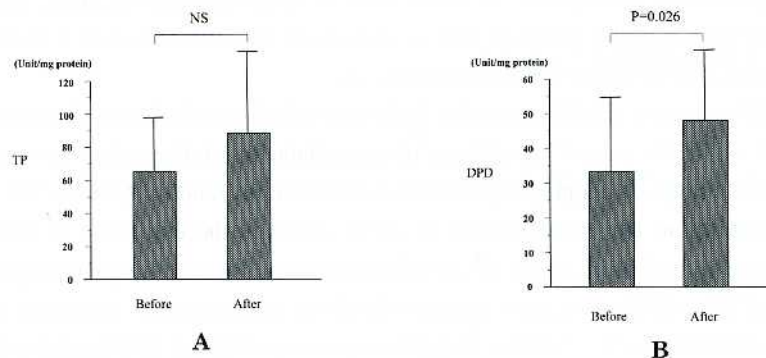 NS
(Unit/mg protein)
120
100
80
TP
60
40
20
0
Before After
A
P=0.026
(Unit/mg protein)
60
50
40
DPD
30
20
10
0
Before After
B